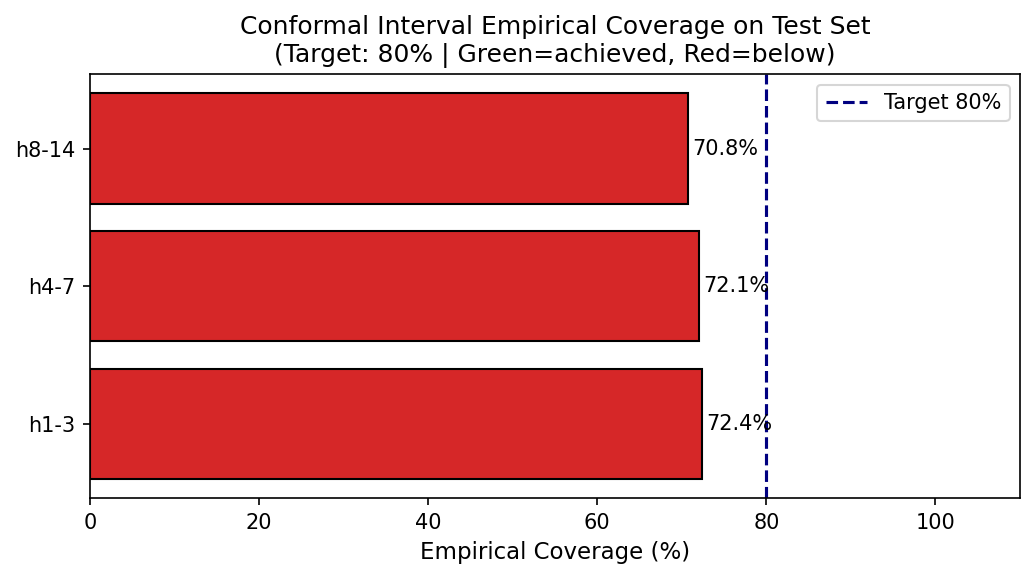 Conformal Interval Empirical Coverage on Test Set
(Target: 80% | Green=achieved, Red=below)
Target 80%
h8-14
70.8%
h4-7
72.1%
h1-3
72.4%
0 20 40 60 80 100
Empirical Coverage (%)